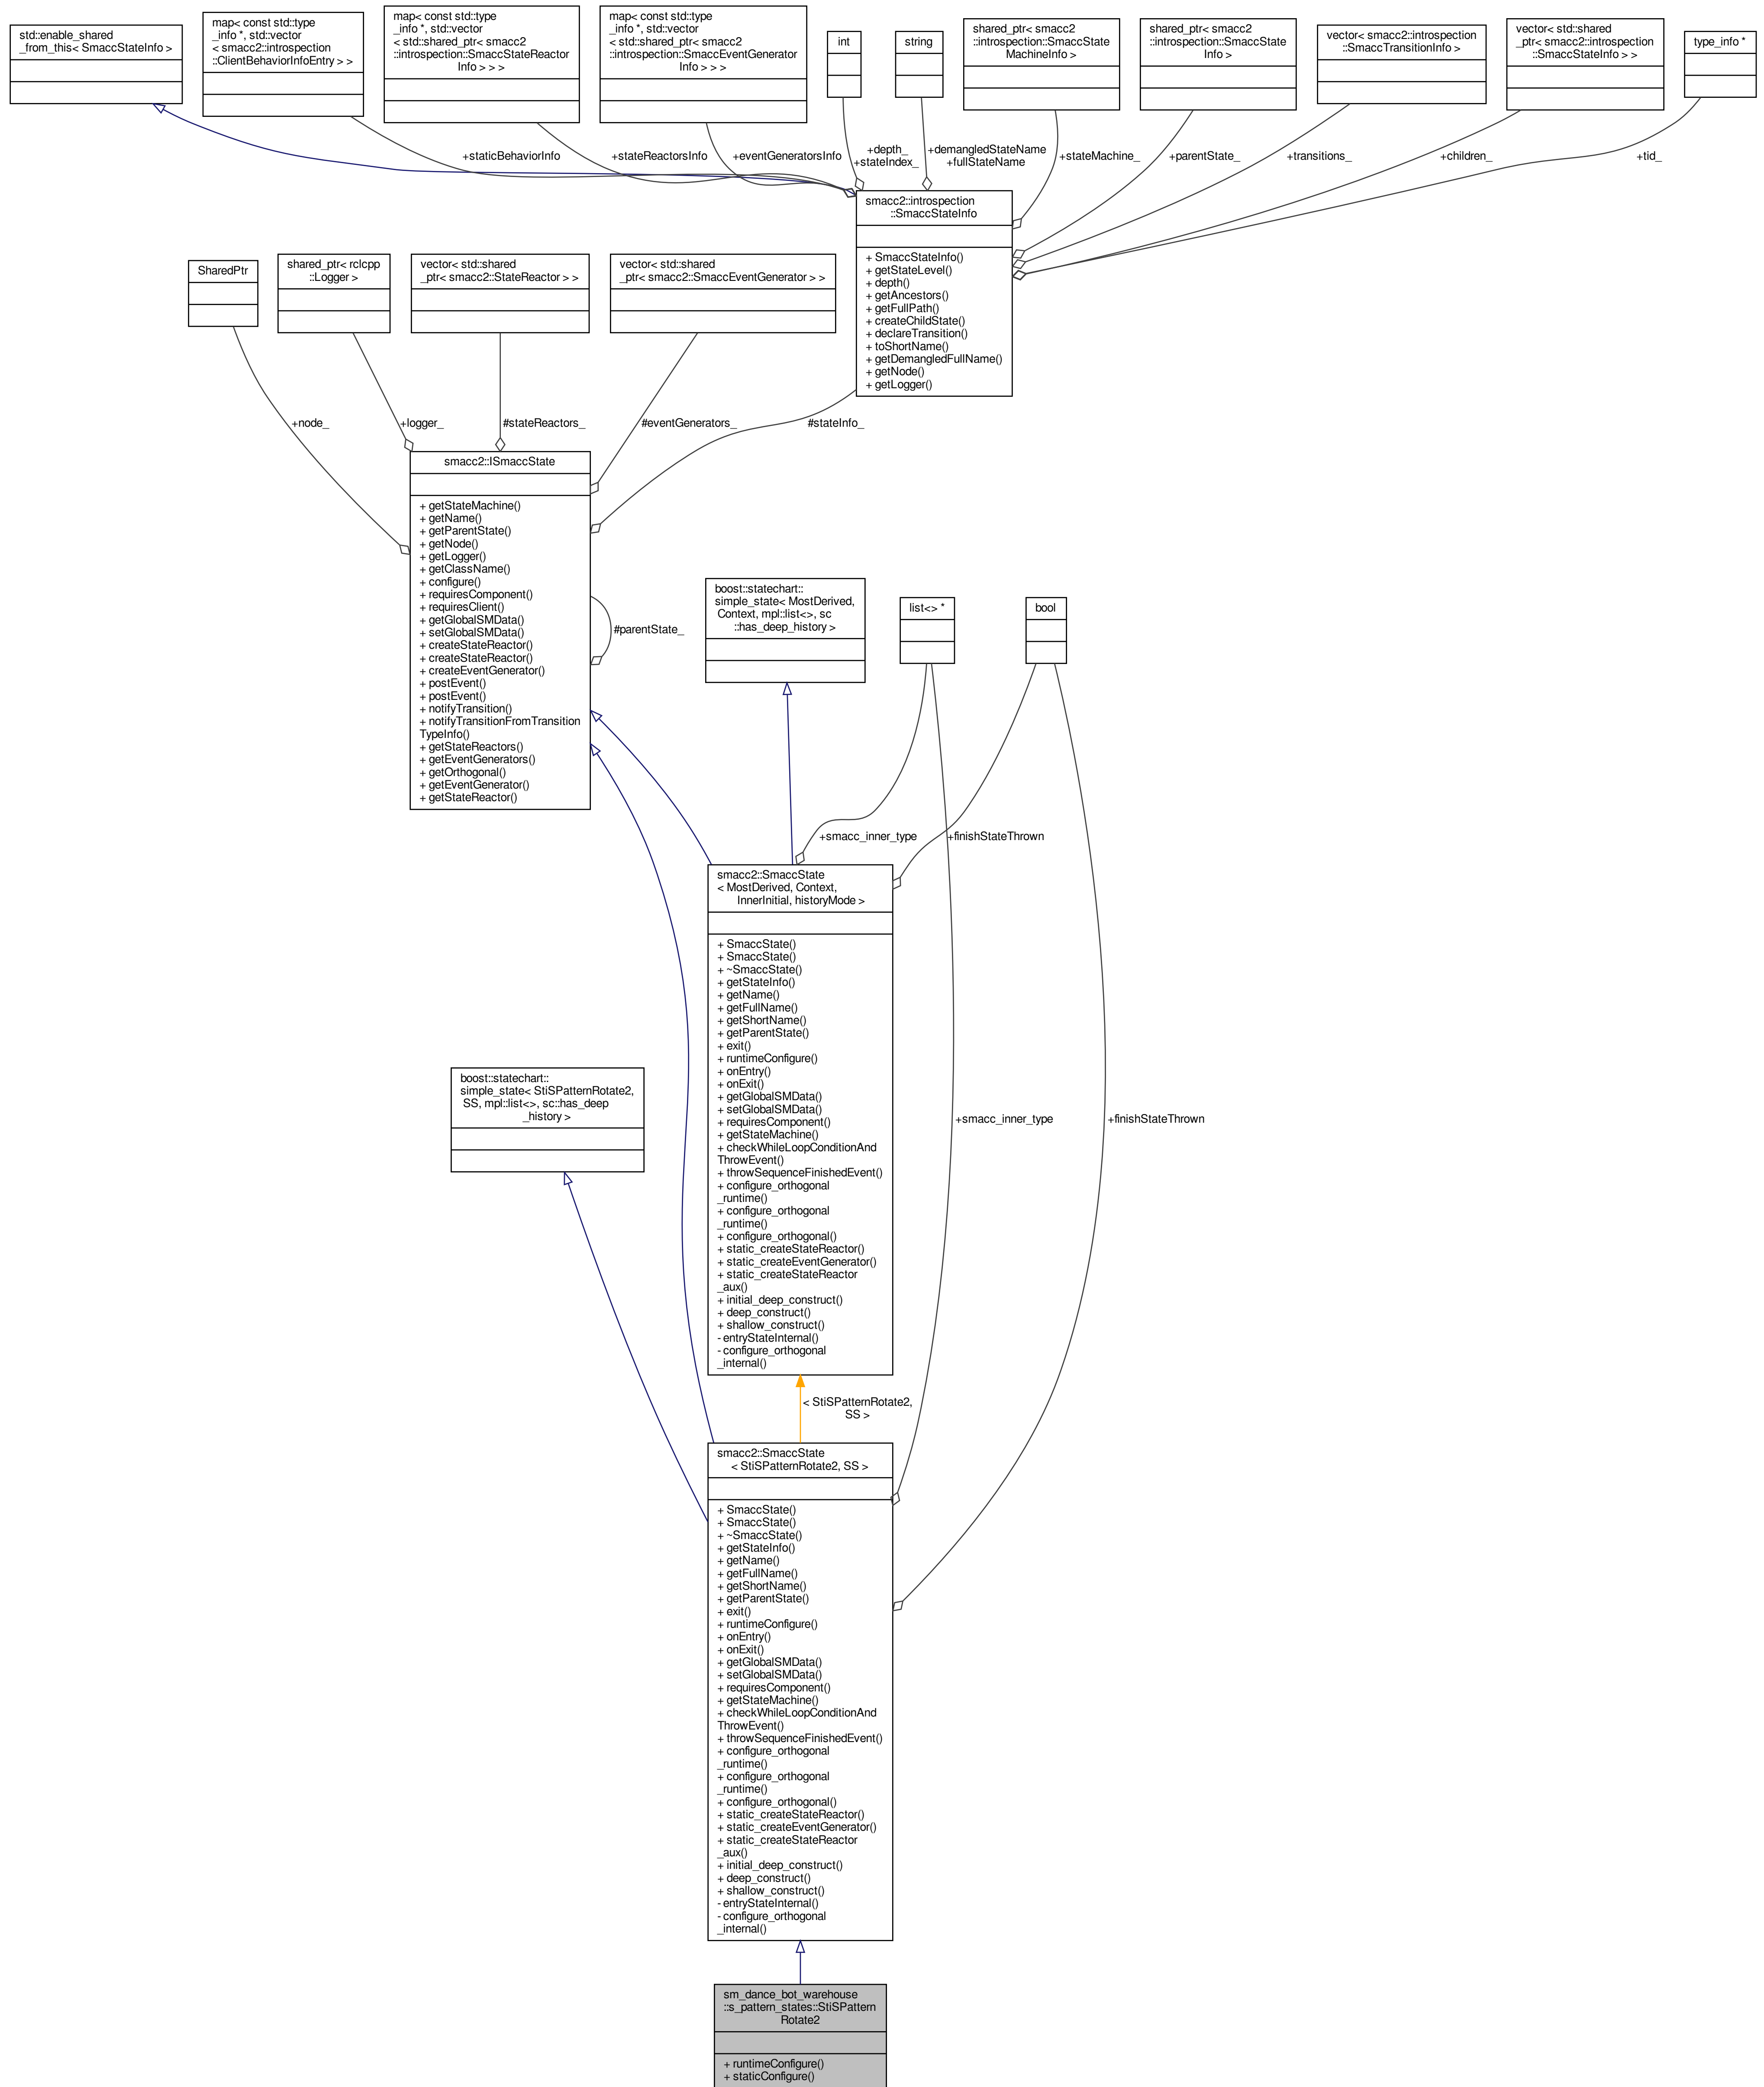 std::enable_shared
_from_this< SmaccStateInfo >
map< const std::type
_info *, std::vector
< smacc2::introspection
::ClientBehaviorInfoEntry > >
map< const std::type
_info *, std::vector
< std::shared_ptr< smacc2
::introspection::SmaccStateReactor
Info > > >
map< const std::type
_info *, std::vector
< std::shared_ptr< smacc2
::introspection::SmaccEventGenerator
Info > > >
int
string
shared_ptr< smacc2
::introspection::SmaccState
MachineInfo >
shared_ptr< smacc2
::introspection::SmaccState
Info >
vector< smacc2::introspection
::SmaccTransitionInfo >
vector< std::shared
_ptr< smacc2::introspection
::SmaccStateInfo > >
type_info *
+staticBehaviorInfo
+stateReactorsInfo
+eventGeneratorsInfo
+depth_
+stateIndex_
+demangledStateName
+fullStateName
+stateMachine_
+parentState_
+transitions_
+children_
+tid_
smacc2::introspection
::SmaccStateInfo
+ SmaccStateInfo()
+ getStateLevel()
+ depth()
+ getAncestors()
+ getFullPath()
+ createChildState()
+ declareTransition()
+ toShortName()
+ getDemangledFullName()
+ getNode()
+ getLogger()
SharedPtr
shared_ptr< rclcpp
::Logger >
vector< std::shared
_ptr< smacc2::StateReactor > >
vector< std::shared
_ptr< smacc2::SmaccEventGenerator > >
+node_
+logger_
#stateReactors_
#eventGenerators_
#stateInfo_
smacc2::ISmaccState
+ getStateMachine()
+ getName()
+ getParentState()
+ getNode()
+ getLogger()
+ getClassName()
+ configure()
+ requiresComponent()
+ requiresClient()
+ getGlobalSMData()
+ setGlobalSMData()
+ createStateReactor()
+ createStateReactor()
+ createEventGenerator()
+ postEvent()
+ postEvent()
+ notifyTransition()
+ notifyTransitionFromTransition
TypeInfo()
+ getStateReactors()
+ getEventGenerators()
+ getOrthogonal()
+ getEventGenerator()
+ getStateReactor()
#parentState_
boost::statechart::
simple_state< MostDerived,
Context, mpl::list<>, sc
::has_deep_history >
list<> *
bool
+smacc_inner_type
+finishStateThrown
smacc2::SmaccState
< MostDerived, Context,
InnerInitial, historyMode >
+ SmaccState()
+ SmaccState()
+ ~SmaccState()
+ getStateInfo()
+ getName()
+ getFullName()
+ getShortName()
+ getParentState()
+ exit()
+ runtimeConfigure()
+ onEntry()
+ onExit()
+ getGlobalSMData()
+ setGlobalSMData()
+ requiresComponent()
+ getStateMachine()
+ checkWhileLoopConditionAnd
ThrowEvent()
+ throwSequenceFinishedEvent()
+ configure_orthogonal
_runtime()
+ configure_orthogonal
_runtime()
+ configure_orthogonal()
+ static_createStateReactor()
+ static_createEventGenerator()
+ static_createStateReactor
_aux()
+ initial_deep_construct()
+ deep_construct()
+ shallow_construct()
- entryStateInternal()
- configure_orthogonal
_internal()
boost::statechart::
simple_state< StiSPatternRotate2,
SS, mpl::list<>, sc::has_deep
_history >
+smacc_inner_type
+finishStateThrown
< StiSPatternRotate2,
SS >
smacc2::SmaccState
< StiSPatternRotate2, SS >
+ SmaccState()
+ SmaccState()
+ ~SmaccState()
+ getStateInfo()
+ getName()
+ getFullName()
+ getShortName()
+ getParentState()
+ exit()
+ runtimeConfigure()
+ onEntry()
+ onExit()
+ getGlobalSMData()
+ setGlobalSMData()
+ requiresComponent()
+ getStateMachine()
+ checkWhileLoopConditionAnd
ThrowEvent()
+ throwSequenceFinishedEvent()
+ configure_orthogonal
_runtime()
+ configure_orthogonal
_runtime()
+ configure_orthogonal()
+ static_createStateReactor()
+ static_createEventGenerator()
+ static_createStateReactor
_aux()
+ initial_deep_construct()
+ deep_construct()
+ shallow_construct()
- entryStateInternal()
- configure_orthogonal
_internal()
sm_dance_bot_warehouse
::s_pattern_states::StiSPattern
Rotate2
+ runtimeConfigure()
+ staticConfigure()